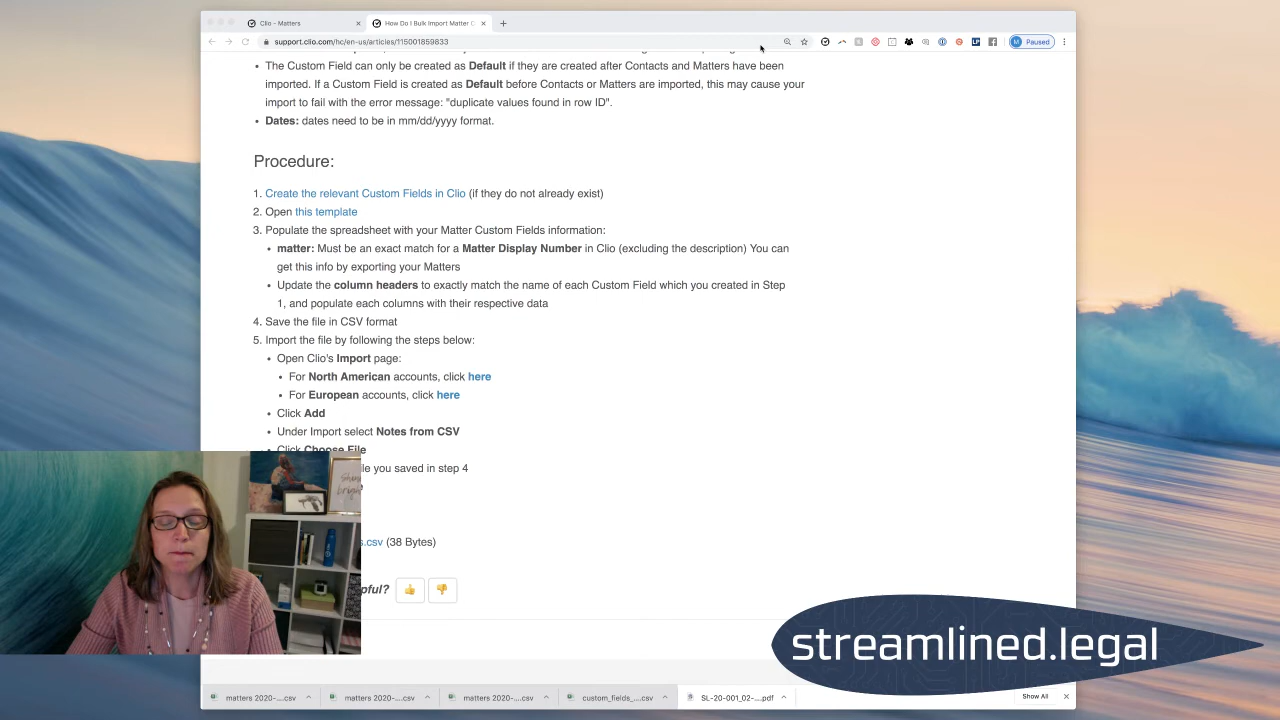 Clio - Matters
How Do I Bulk Import Matter C
support.clio.com/hc/en-us/articles/115001859833
Paused
The Custom Field can only be created as Default if they are created after Contacts and Matters have been
imported. If a Custom Field is created as Default before Contacts or Matters are imported, this may cause your
import to fail with the error message: "duplicate values found in row ID".
Dates: dates need to be in mm/dd/yyyy format.
Procedure:
1. Create the relevant Custom Fields in Clio (if they do not already exist)
2. Open this template
3. Populate the spreadsheet with your Matter Custom Fields information:
matter: Must be an exact match for a Matter Display Number in Clio (excluding the description) You can
get this info by exporting your Matters
Update the column headers to exactly match the name of each Custom Field which you created in Step
1, and populate each columns with their respective data
4. Save the file in CSV format
5. Import the file by following the steps below:
Open Clio's Import page:
For North American accounts, click here
For European accounts, click here
Click Add
Under Import select Notes from CSV
Click Choose File
ile you saved in step 4
e
s.csv (38 Bytes)
pful?
streamlined.legal
matters 2020-....csv
matters 2020-....csv
matters 2020-....csv
custom_fields_....csv
SL-20-001_02-....pdf
Show All